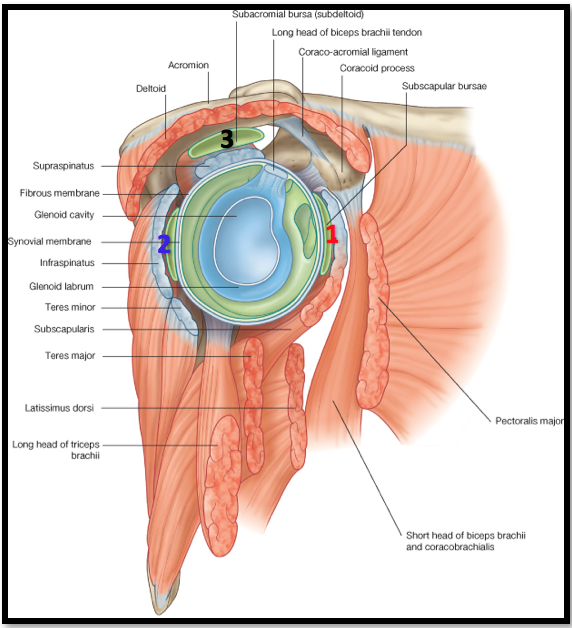 Subacromial bursa (subdeltoid)
Long head of biceps brachii tendon
Coraco-acromial ligament
Acromion
Coracoid process
Deltoid
Subscapular bursae
3
Supraspinatus
Fibrous membrane
Glenoid cavity
1
Synovial membrane
2
Infraspinatus
Glenoid labrum
Teres minor
Subscapularis
Teres major
Latissimus dorsi
Pectoralis major
Long head of triceps
brachii
Short head of biceps brachii
and coracobrachialis